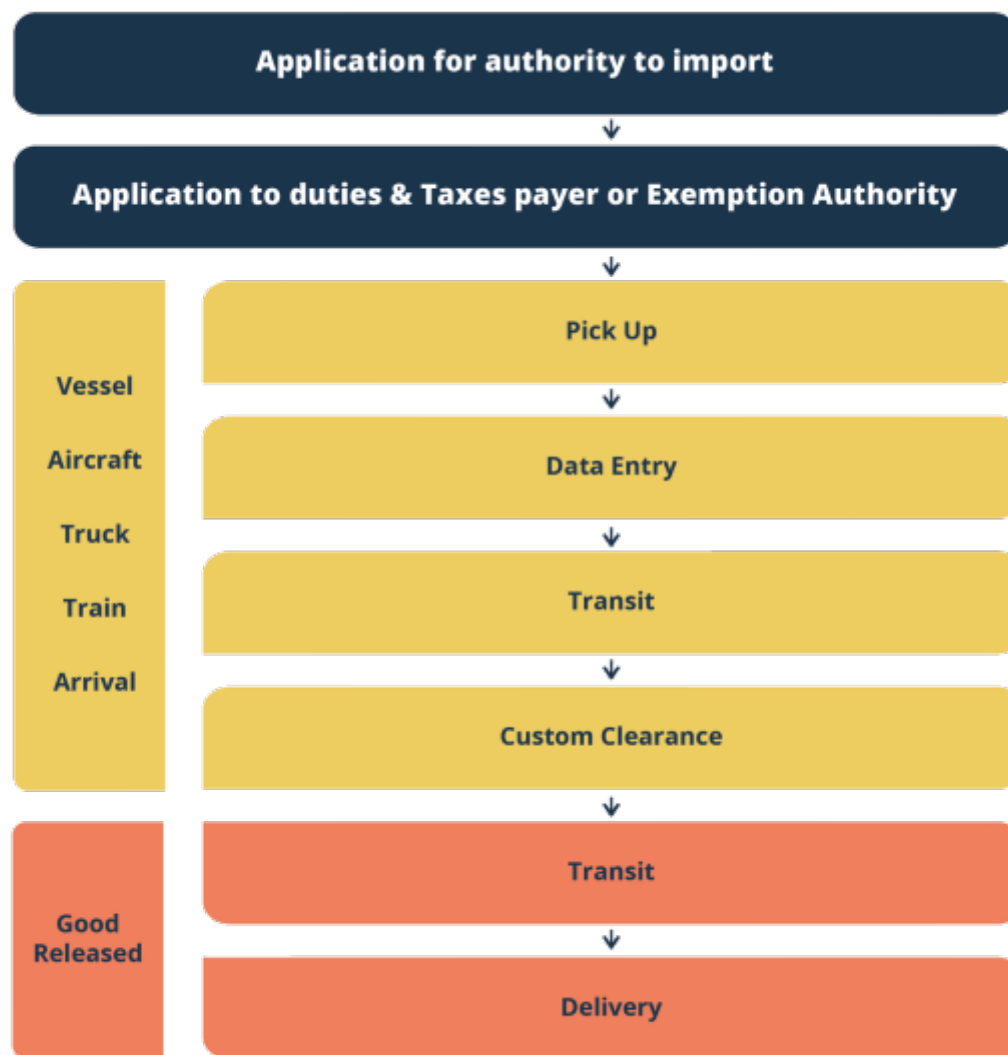 Application for authority to import
Application to duties & Taxes payer or Exemption Authority
Vessel
Aircraft
Truck
Train
Arrival
Pick Up
Data Entry
Transit
Custom Clearance
Good
Released
Transit
Delivery